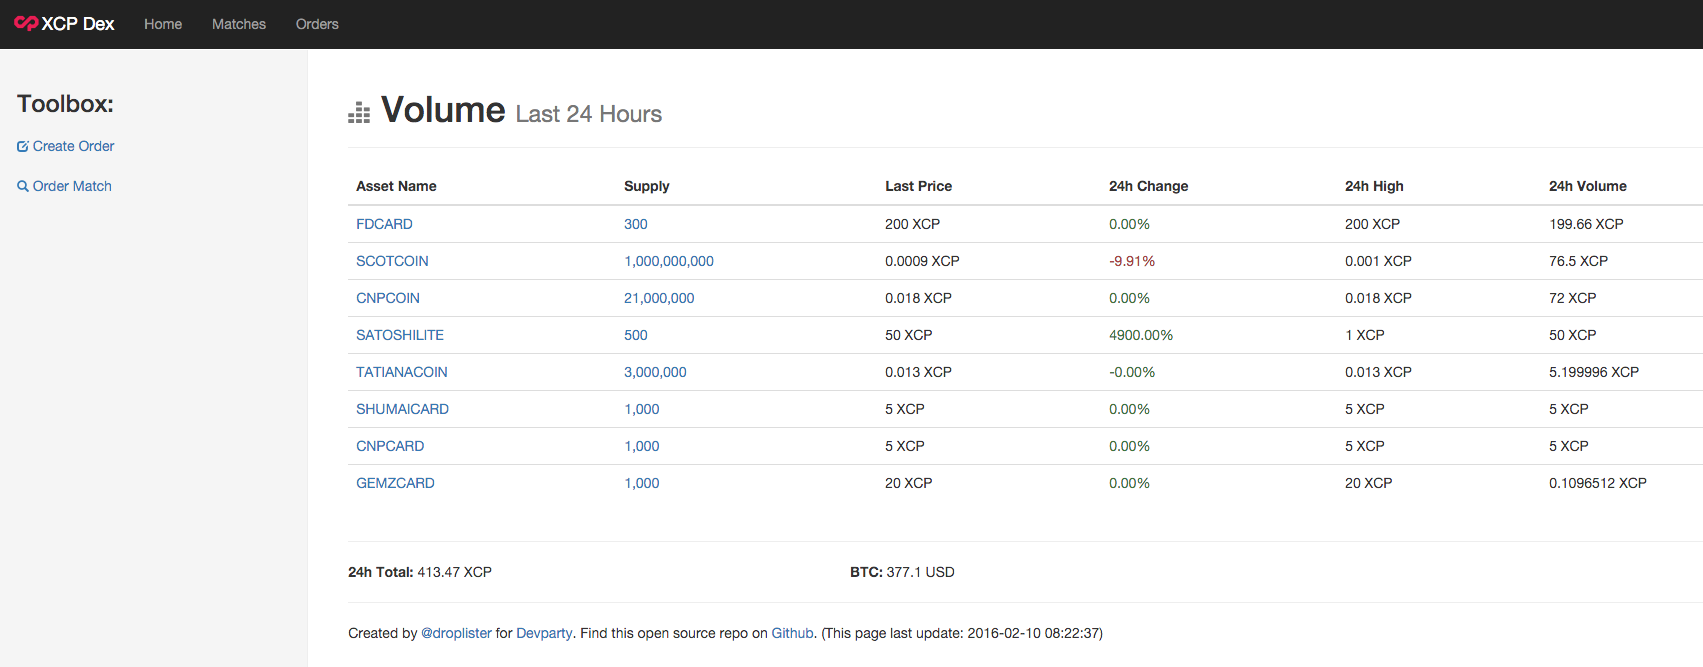 XCP Dex Home Matches Orders
Toolbox:
Create Order
Order Match
Volume Last 24 Hours
Asset Name Supply Last Price 24h Change 24h High 24h Volume
FDCARD 300 200 XCP 0.00% 200 XCP 199.66 XCP
SCOTCOIN 1,000,000,000 0.0009 XCP -9.91% 0.001 XCP 76.5 XCP
CNPCOIN 21,000,000 0.018 XCP 0.00% 0.018 XCP 72 XCP
SATOSHILITE 500 50 XCP 4900.00% 1 XCP 50 XCP
TATIANACOIN 3,000,000 0.013 XCP -0.00% 0.013 XCP 5.199996 XCP
SHUMAICARD 1,000 5 XCP 0.00% 5 XCP 5 XCP
CNPCARD 1,000 5 XCP 0.00% 5 XCP 5 XCP
GEMZCARD 1,000 20 XCP 0.00% 20 XCP 0.1096512 XCP
24h Total: 413.47 XCP BTC: 377.1 USD
Created by @droplister for Devparty. Find this open source repo on Github. (This page last update: 2016-02-10 08:22:37)